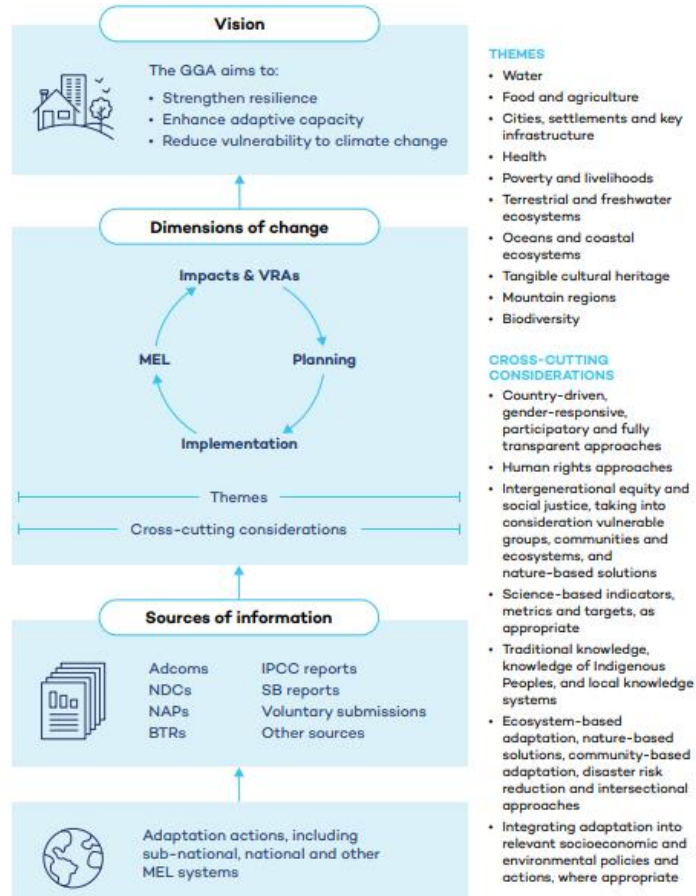 Vision
The GGA aims to:
• Strengthen resilience
• Enhance adaptive capacity
• Reduce vulnerability to climate change
Dimensions of change
Impacts & VRAs
MEL
Planning
Implementation
Themes
Cross-cutting considerations
Sources of information
Adcoms
NDCs
NAPs
BTRs
IPCC reports
SB reports
Voluntary submissions
Other sources
Adaptation actions, including
sub-national, national and other
MEL systems
THEMES
• Water
• Food and agriculture
• Cities, settlements and key
infrastructure
• Health
• Poverty and livelihoods
• Terrestrial and freshwater
ecosystems
• Oceans and coastal
ecosystems
• Tangible cultural heritage
• Mountain regions
• Biodiversity
CROSS-CUTTING
CONSIDERATIONS
• Country-driven,
gender-responsive,
participatory and fully
transparent approaches
• Human rights approaches
• Intergenerational equity and
social justice, taking into
consideration vulnerable
groups, communities and
ecosystems, and
nature-based solutions
• Science-based indicators,
metrics and targets, as
appropriate
• Traditional knowledge,
knowledge of Indigenous
Peoples, and local knowledge
systems
• Ecosystem-based
adaptation, nature-based
solutions, community-based
adaptation, disaster risk
reduction and intersectional
approaches
• Integrating adaptation into
relevant socioeconomic and
environmental policies and
actions, where appropriate